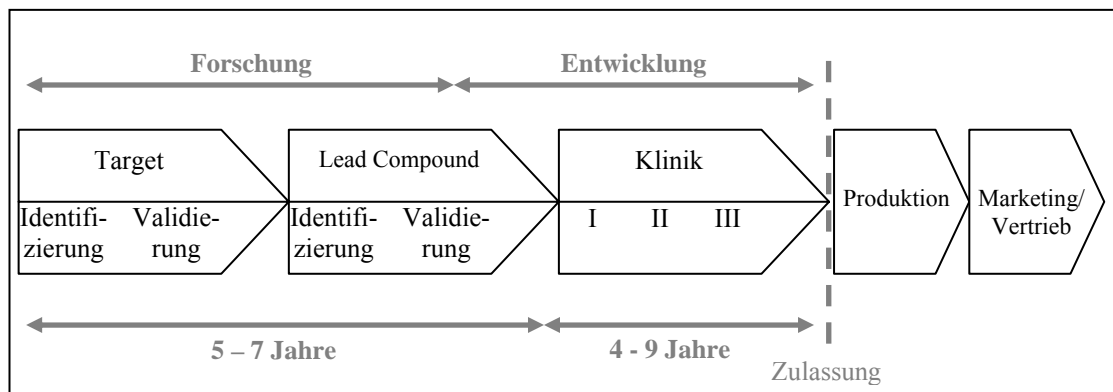 Forschung
Entwicklung
Target
Identifi-
zierung
Validie-
rung
Lead Compound
Identifi-
zierung
Validie-
rung
Klinik
I II III
Produktion
Marketing/
Vertrieb
5 – 7 Jahre
4 - 9 Jahre
Zulassung